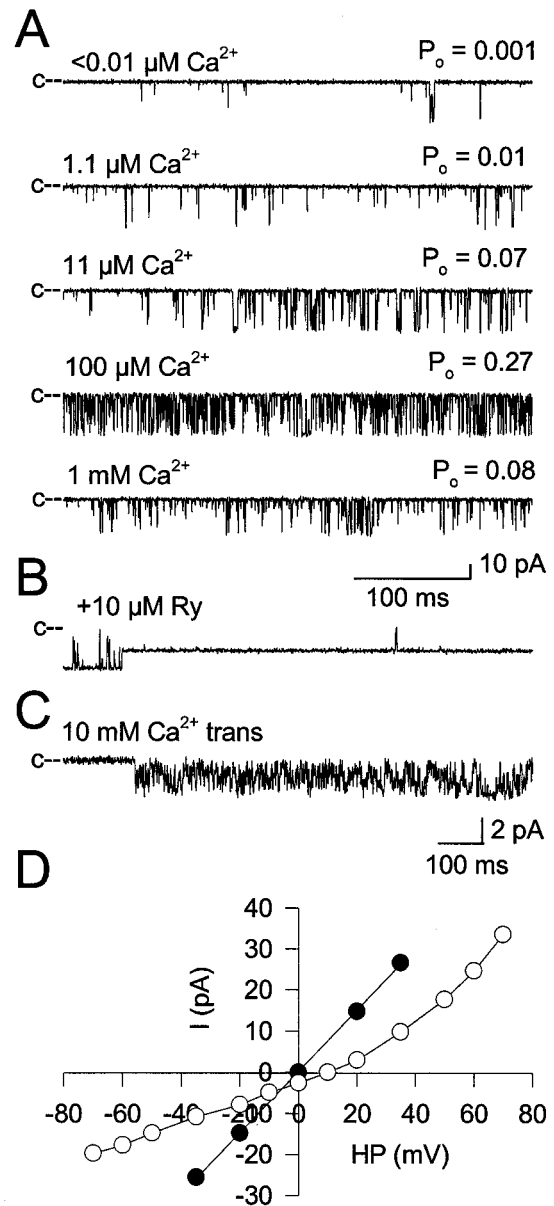 A
<0.01 µM Ca²⁺ Pₒ = 0.001
c--
1.1 µM Ca²⁺ Pₒ = 0.01
c--
11 µM Ca²⁺ Pₒ = 0.07
c--
100 µM Ca²⁺ Pₒ = 0.27
c--
1 mM Ca²⁺ Pₒ = 0.08
c--
10 pA
100 ms
B
+10 µM Ry
c--
C
10 mM Ca²⁺ trans
c--
2 pA
100 ms
D
40
30
20
10
0
-80 -60 -40 -20 0 20 40 60 80
-10
-20
-30
I (pA)
HP (mV)